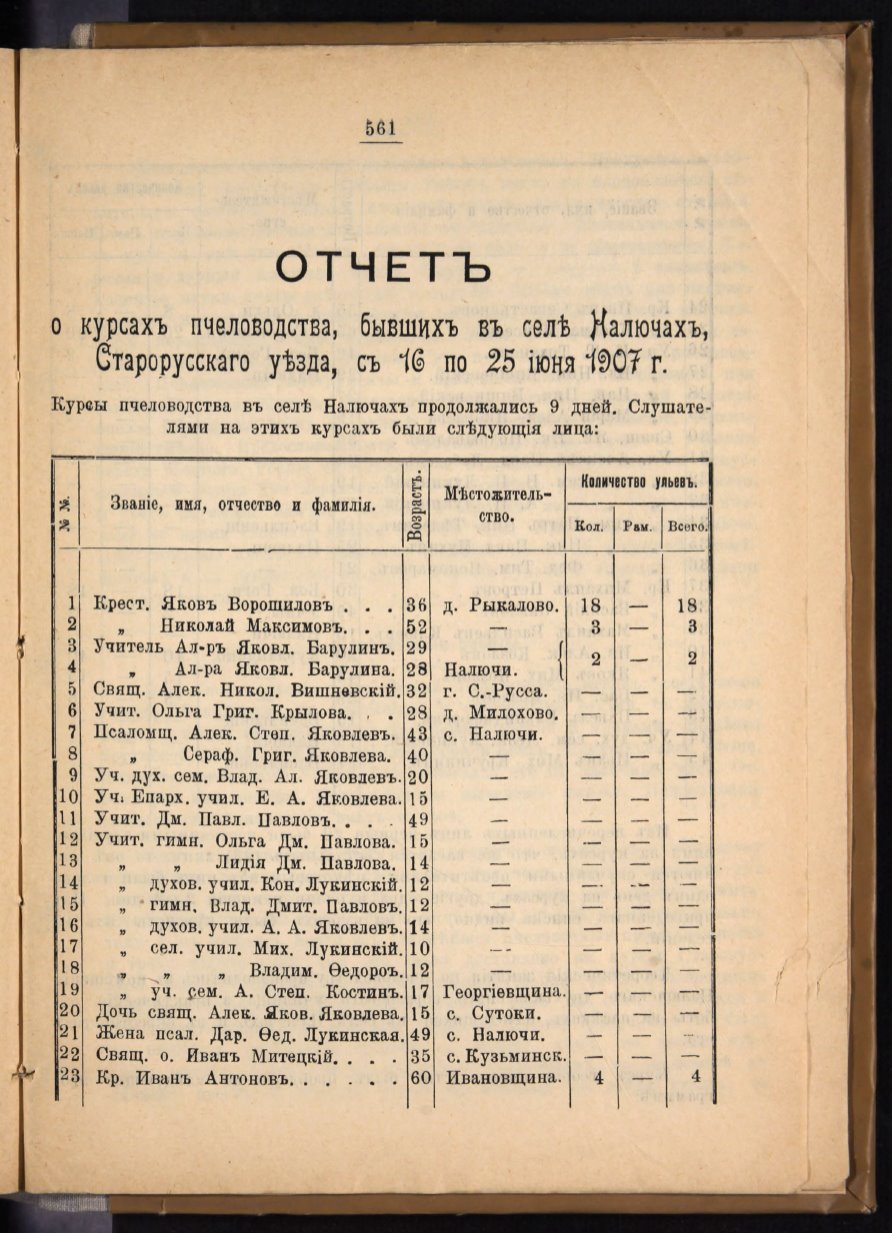 561
ОТЧЕТЪ
о курсахъ пчеловодства, бывшихъ въ селѣ Налючахъ,
Старорусскаго уѣзда, съ 16 по 25 іюня 1907 г.
Курсы пчеловодства въ селѣ Налючахъ продолжались 9 дней. Слушате-
лями на этихъ курсахъ были слѣдующія лица:
№№. Званіе, имя, отчество и фамилія. Возрастъ. Мѣстожитель-
ство. Количество ульевъ.
Кол. Рам. Всего.
1 Крест. Яковъ Ворошиловъ . . . 36 д. Рыкалово. 18 — 18
2 „ Николай Максимовъ. . . 52 — 3 — 3
3 Учитель Ал-ръ Яковл. Барулинъ. 29 — { 2 — 2
4 „ Ал-ра Яковл. Барулина. 28 Налючи.
5 Свящ. Алек. Никол. Вишневскій. 32 г. С.-Русса. — — —
6 Учит. Ольга Григ. Крылова. . . 28 д. Милохово. — — —
7 Псаломщ. Алек. Степ. Яковлевъ. 43 с. Налючи. — — —
8 „ Сераф. Григ. Яковлева. 40 — — — —
9 Уч. дух. сем. Влад. Ал. Яковлевъ. 20 — — — —
10 Уч. Епарх. учил. Е. А. Яковлева. 15 — — — —
11 Учит. Дм. Павл. Павловъ. . . . 49 — — — —
12 Учит. гимн. Ольга Дм. Павлова. 15 — — — —
13 „ „ Лидія Дм. Павлова. 14 — — — —
14 „ духов. учил. Кон. Лукинскій. 12 — — — —
15 „ гимн. Влад. Дмит. Павловъ. 12 — — — —
16 „ духов. учил. А. А. Яковлевъ. 14 — — — —
17 „ сел. учил. Мих. Лукинскій. 10 — — — —
18 „ „ „ Владим. Ѳедоръ. 12 — — — —
19 „ уч. сем. А. Степ. Костинъ. 17 Георгіевщина. — — —
20 Дочь свящ. Алек. Яков. Яковлева. 15 с. Сутоки. — — —
21 Жена псал. Дар. Ѳед. Лукинская. 49 с. Налючи. — — —
22 Свящ. о. Иванъ Митецкій. . . . 35 с. Кузьминск. — — —
23 Кр. Иванъ Антоновъ. . . . . . 60 Ивановщина. 4 — 4